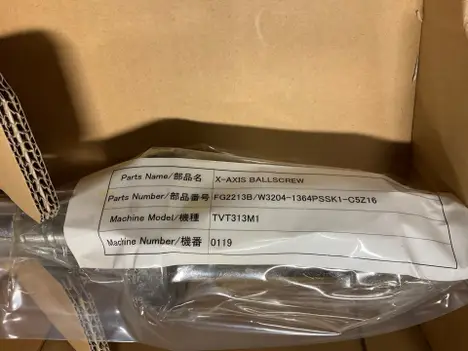 Parts Name/部品名 X-AXIS BALLSCREW
Parts Number/部品番号 FG2213B/W3204-1364PSSK1-C5Z16
Machine Model/機種 TVT313M1
Machine Number/機番 0119